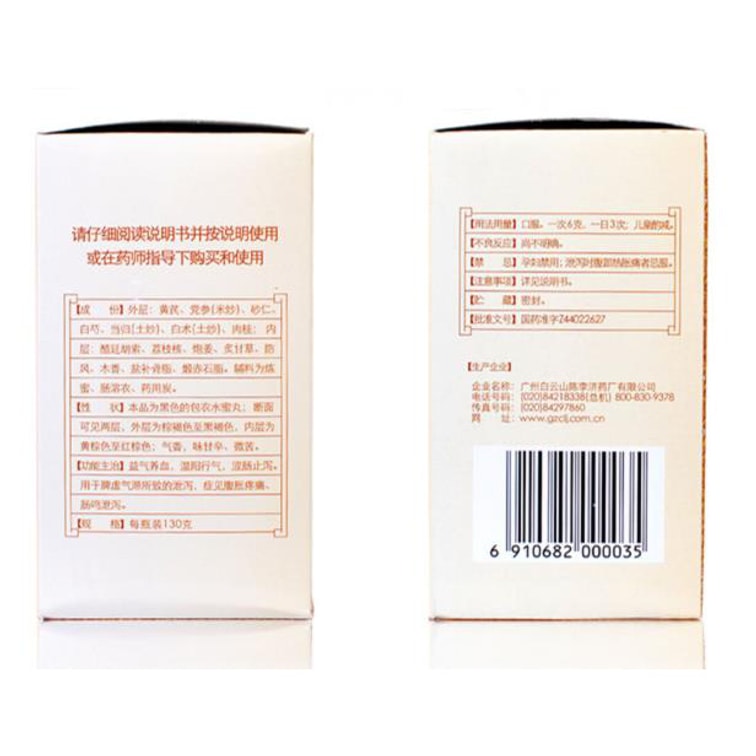 请仔细阅读说明书并按说明使用
或在药师指导下购买和使用
【成 份】外层：黄芪、党参(米炒)、砂仁、
白芍、当归(土炒)、白术(土炒)、肉桂；内
层：醋延胡索、荔枝核、炮姜、炙甘草、防
风、木香、盐补骨脂、煅赤石脂。辅料为炼
蜜、肠溶衣、药用炭。
【性 状】本品为黑色的包衣水蜜丸；断面
可见两层，外层为棕褐色至黑褐色，内层为
黄棕色至红棕色；气香，味甘辛、微苦。
【功能主治】益气养血，温阳行气，涩肠止泻。
用于脾虚气滞所致的泄泻，症见腹胀疼痛、
肠鸣泄泻。
【规 格】每瓶装130克
【用法用量】口服。一次6克，一日3次；儿童酌减。
【不良反应】尚不明确。
【禁 忌】孕妇禁用；泄泻时腹部热胀痛者忌服。
【注意事项】详见说明书。
【贮 藏】密封。
【批准文号】国药准字Z44022627
【生产企业】
企业名称：广州白云山陈李济药厂有限公司
电话号码：(020)84218338(总机) 800-830-9378
传真号码：(020)84297860
网 址：www.gzclj.com.cn
6 910682 000035